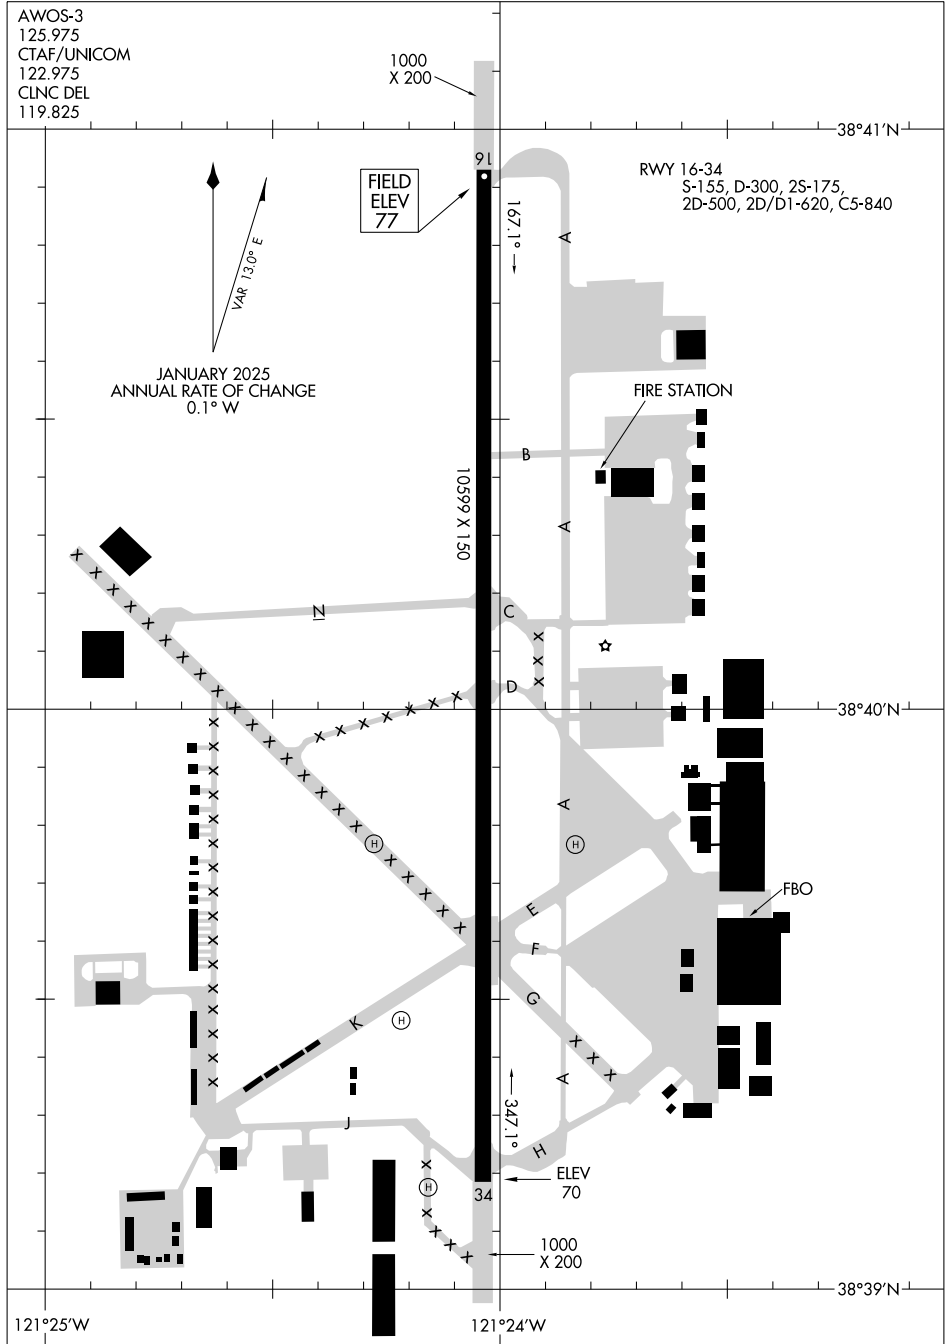 AWOS-3
125.975
CTAF/UNICOM
122.975
CLNC DEL
119.825
1000
X 200
38°41'N
16
FIELD
ELEV
77
RWY 16-34
S-155, D-300, 2S-175,
2D-500, 2D/D1-620, C5-840
167.1°
A
VAR 13.0° E
JANUARY 2025
ANNUAL RATE OF CHANGE
0.1° W
FIRE STATION
B
10599 X 150
A
N
C
D
38°40'N
A
H
H
FBO
E
F
G
K
H
A
347.1°
J
H
H
ELEV
70
34
1000
X 200
38°39'N
121°25'W
121°24'W
X X X X X X X X X X X X X X X X X X X X X X X
X X X X X X X
X X X
X X X X X X X X X X X X X X X X
X X X
X X X X X